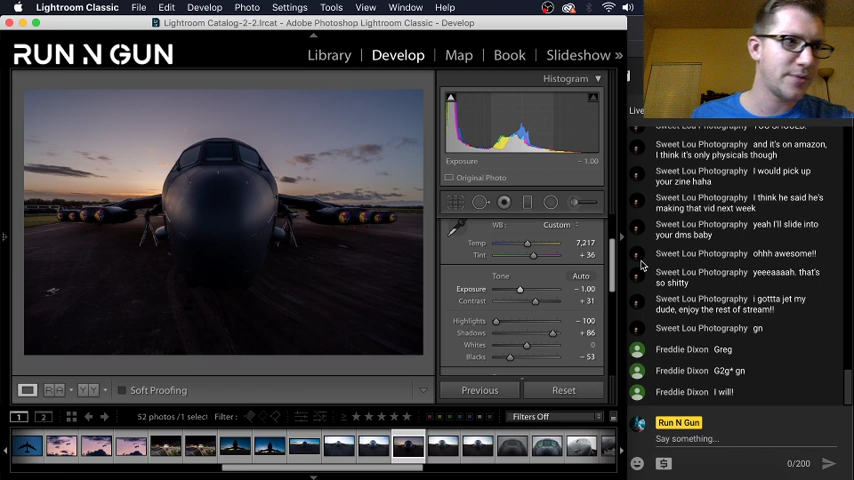 Lightroom Classic File Edit Develop Photo Settings Tools View Window Help
Lightroom Catalog-2-2.lrcat - Adobe Photoshop Lightroom Classic - Develop
RUN N GUN
Library | Develop | Map | Book | Slideshow »
Histogram
Exposure − 1.00
Original Photo
WB: Custom
Temp 7,217
Tint + 36
Tone Auto
Exposure − 1.00
Contrast + 31
Highlights − 100
Shadows + 86
Whites 0
Blacks − 53
Previous Reset
Soft Proofing
1 2 52 photos /1 select Filter: Filters Off
Live
Sweet Lou Photography YOU SHOULD.
Sweet Lou Photography and it's on amazon,
I think it's only physicals though
Sweet Lou Photography I would pick up
your zine haha
Sweet Lou Photography I think he said he's
making that vid next week
Sweet Lou Photography yeah I'll slide into
your dms baby
Sweet Lou Photography ohhh awesome!!
Sweet Lou Photography yeeeaaaah. that's
so shitty
Sweet Lou Photography i gottta jet my
dude, enjoy the rest of stream!!
Sweet Lou Photography gn
Freddie Dixon Greg
Freddie Dixon G2g* gn
Freddie Dixon I will!
Run N Gun
Say something...
0/200